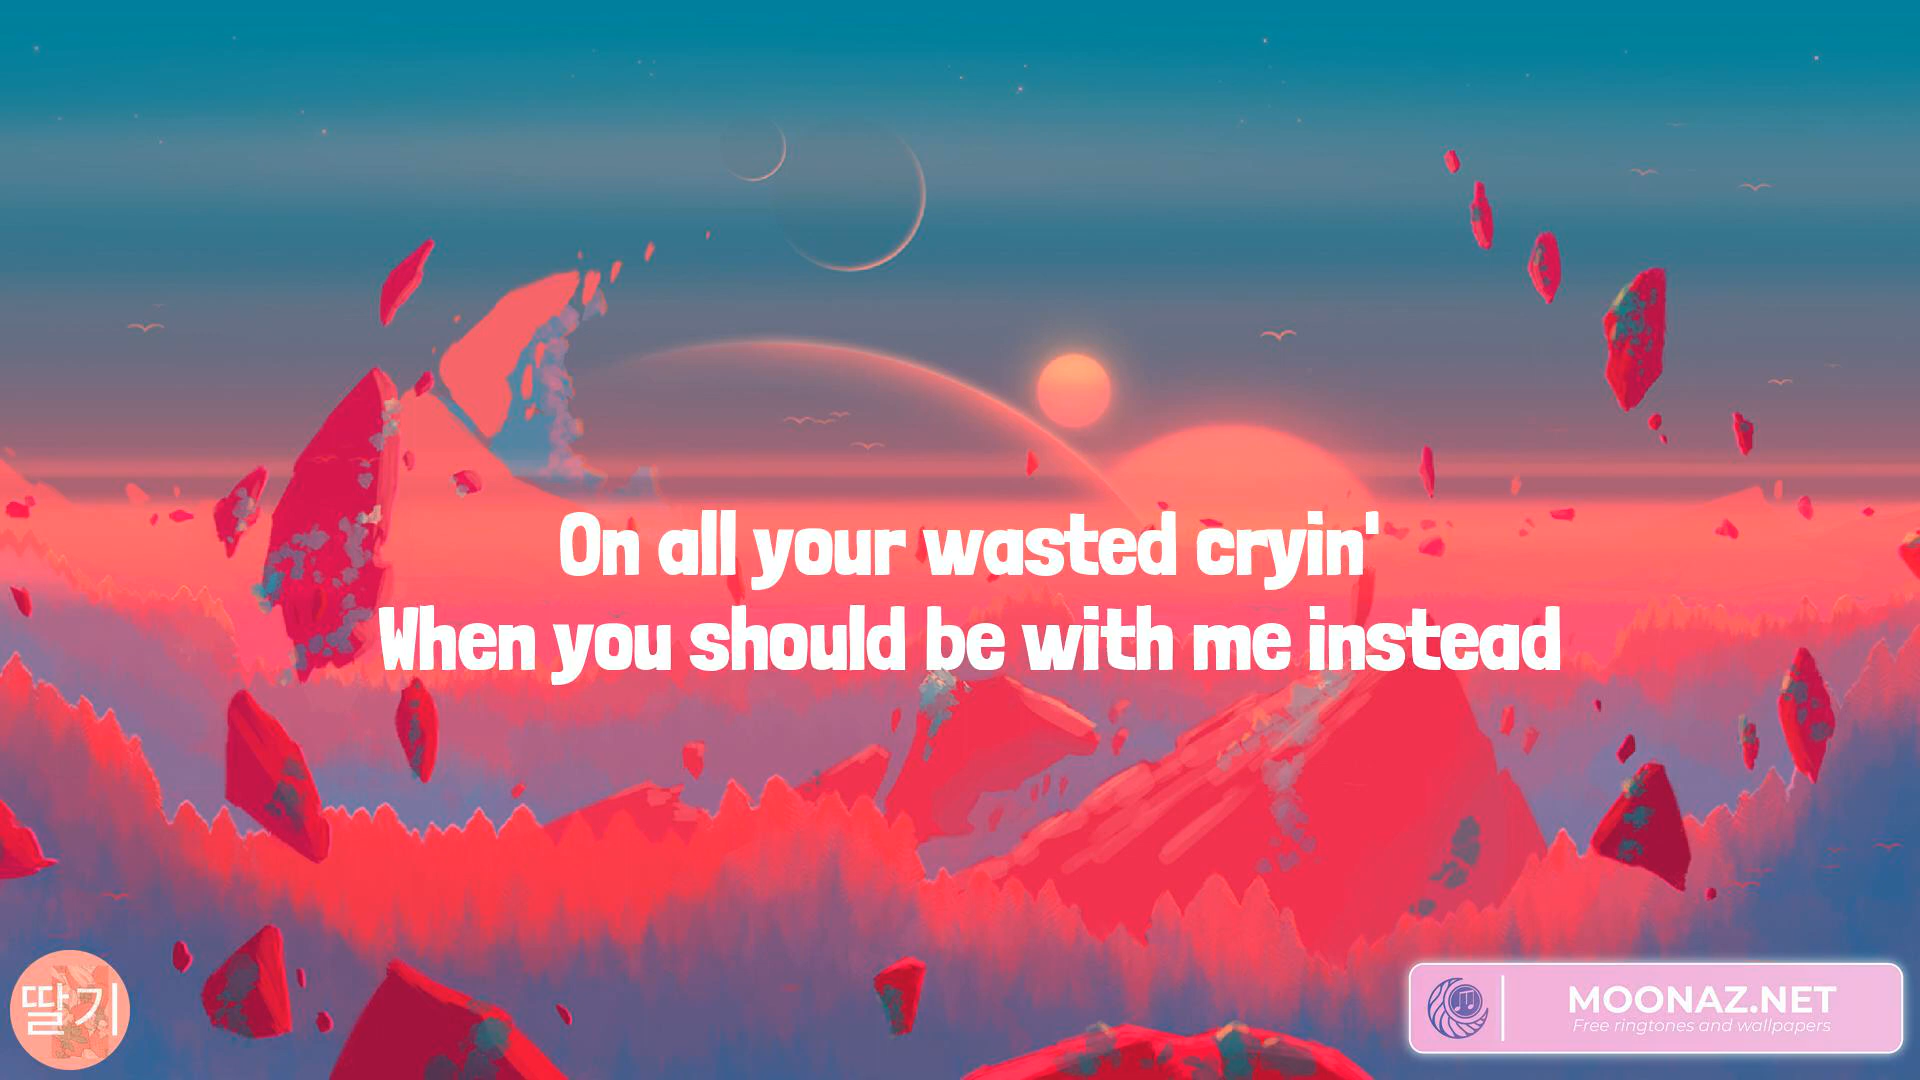 On all your wasted cryin'
When you should be with me instead
딸기
MOONAZ.NET
Free ringtones and wallpapers